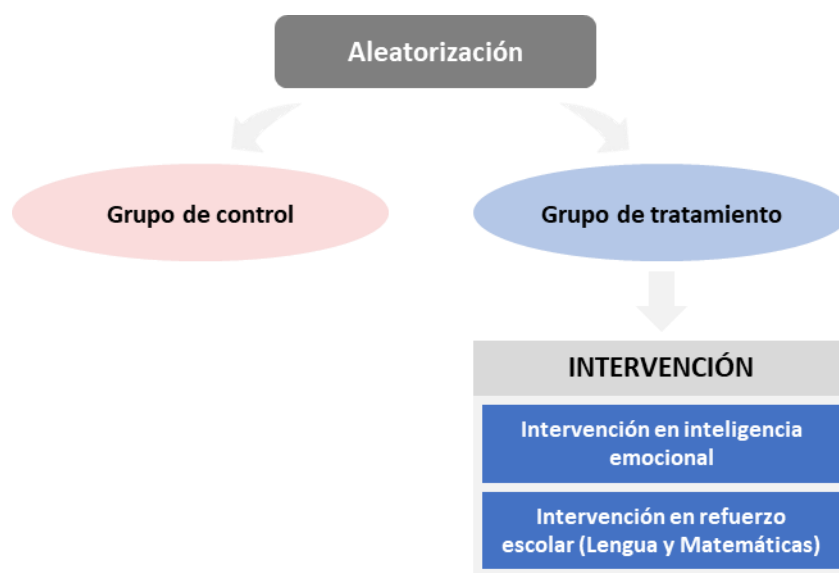 Aleatorización
Grupo de control
Grupo de tratamiento
INTERVENCIÓN
Intervención en inteligencia
emocional
Intervención en refuerzo
escolar (Lengua y Matemáticas)